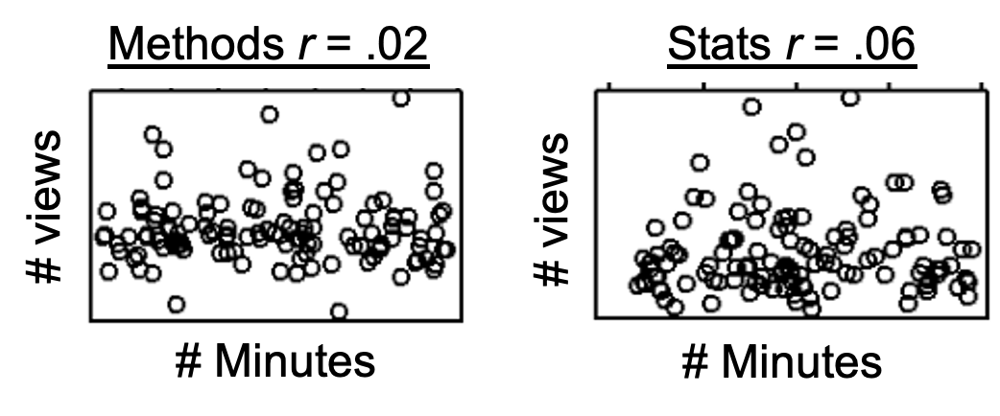 Methods r = .02
# views
# Minutes
Stats r = .06
# views
# Minutes